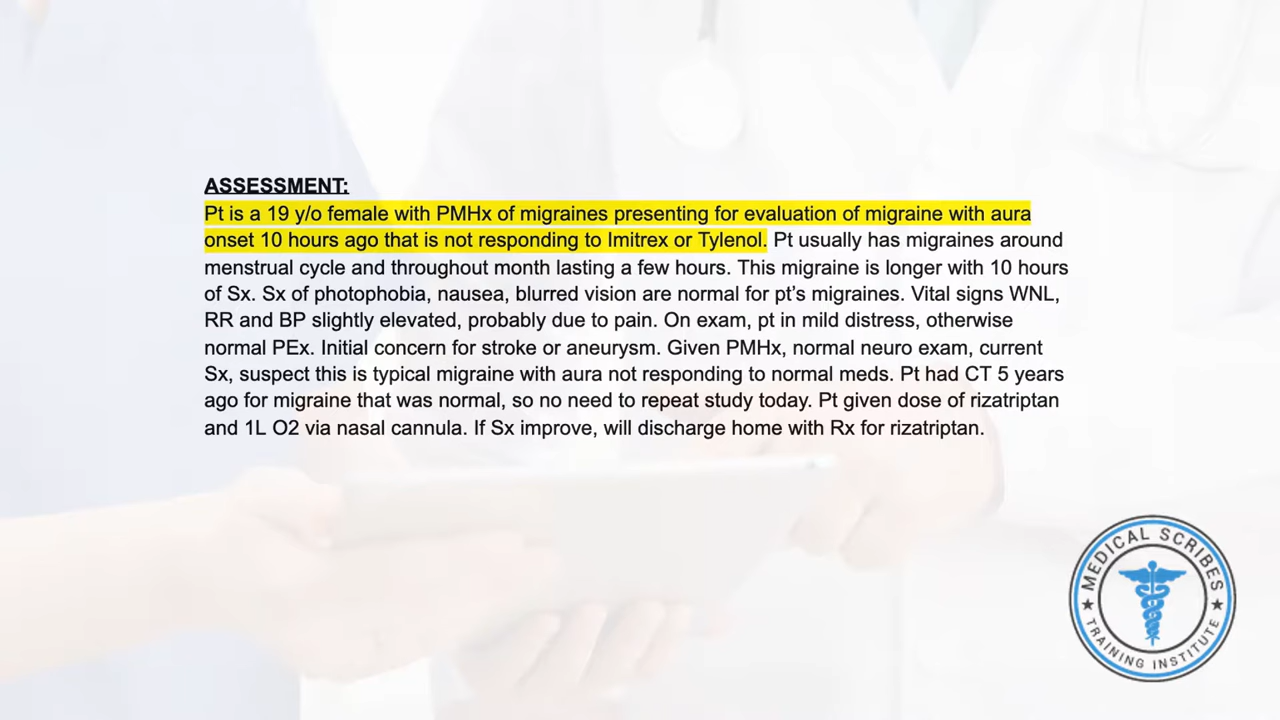 ASSESSMENT:
Pt is a 19 y/o female with PMHx of migraines presenting for evaluation of migraine with aura
onset 10 hours ago that is not responding to Imitrex or Tylenol. Pt usually has migraines around
menstrual cycle and throughout month lasting a few hours. This migraine is longer with 10 hours
of Sx. Sx of photophobia, nausea, blurred vision are normal for pt’s migraines. Vital signs WNL,
RR and BP slightly elevated, probably due to pain. On exam, pt in mild distress, otherwise
normal PEx. Initial concern for stroke or aneurysm. Given PMHx, normal neuro exam, current
Sx, suspect this is typical migraine with aura not responding to normal meds. Pt had CT 5 years
ago for migraine that was normal, so no need to repeat study today. Pt given dose of rizatriptan
and 1L O2 via nasal cannula. If Sx improve, will discharge home with Rx for rizatriptan.
MEDICAL SCRIBES
TRAINING INSTITUTE